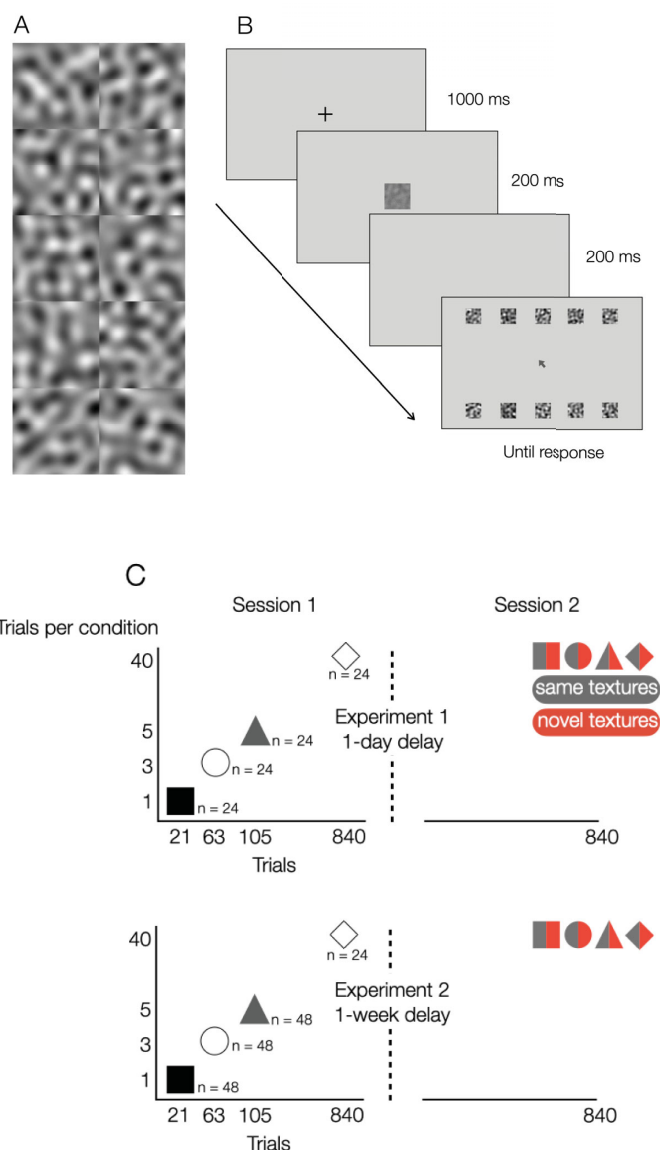 A
B
1000 ms
200 ms
200 ms
Until response
C
Session 1
Session 2
Trials per condition
40
n = 24
same textures
Experiment 1
novel textures
5
n = 24
1-day delay
3
n = 24
1
n = 24
21 63 105 840
840
Trials
40
n = 24
Experiment 2
5
n = 48
1-week delay
3
n = 48
1
n = 48
21 63 105 840
840
Trials